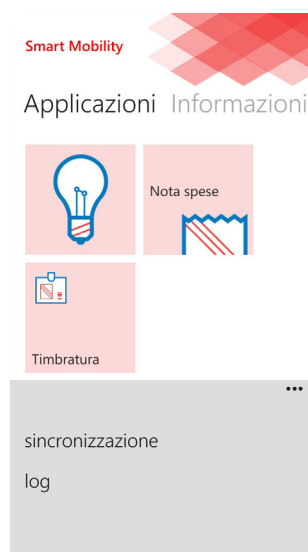 Smart Mobility
Applicazioni Informazioni
Nota spese
Timbratura
sincronizzazione
log